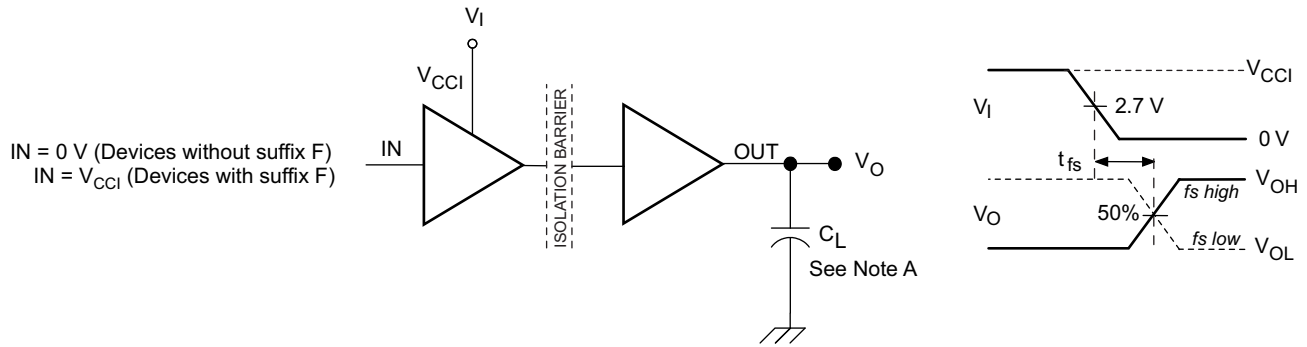 V_I
V_CCI
IN = 0 V (Devices without suffix F)
IN = V_CCI (Devices with suffix F)
IN
ISOLATION BARRIER
OUT
V_O
C_L
See Note A
V_I
V_CCI
2.7 V
0 V
t_fs
V_O
50%
fs high
V_OH
fs low
V_OL